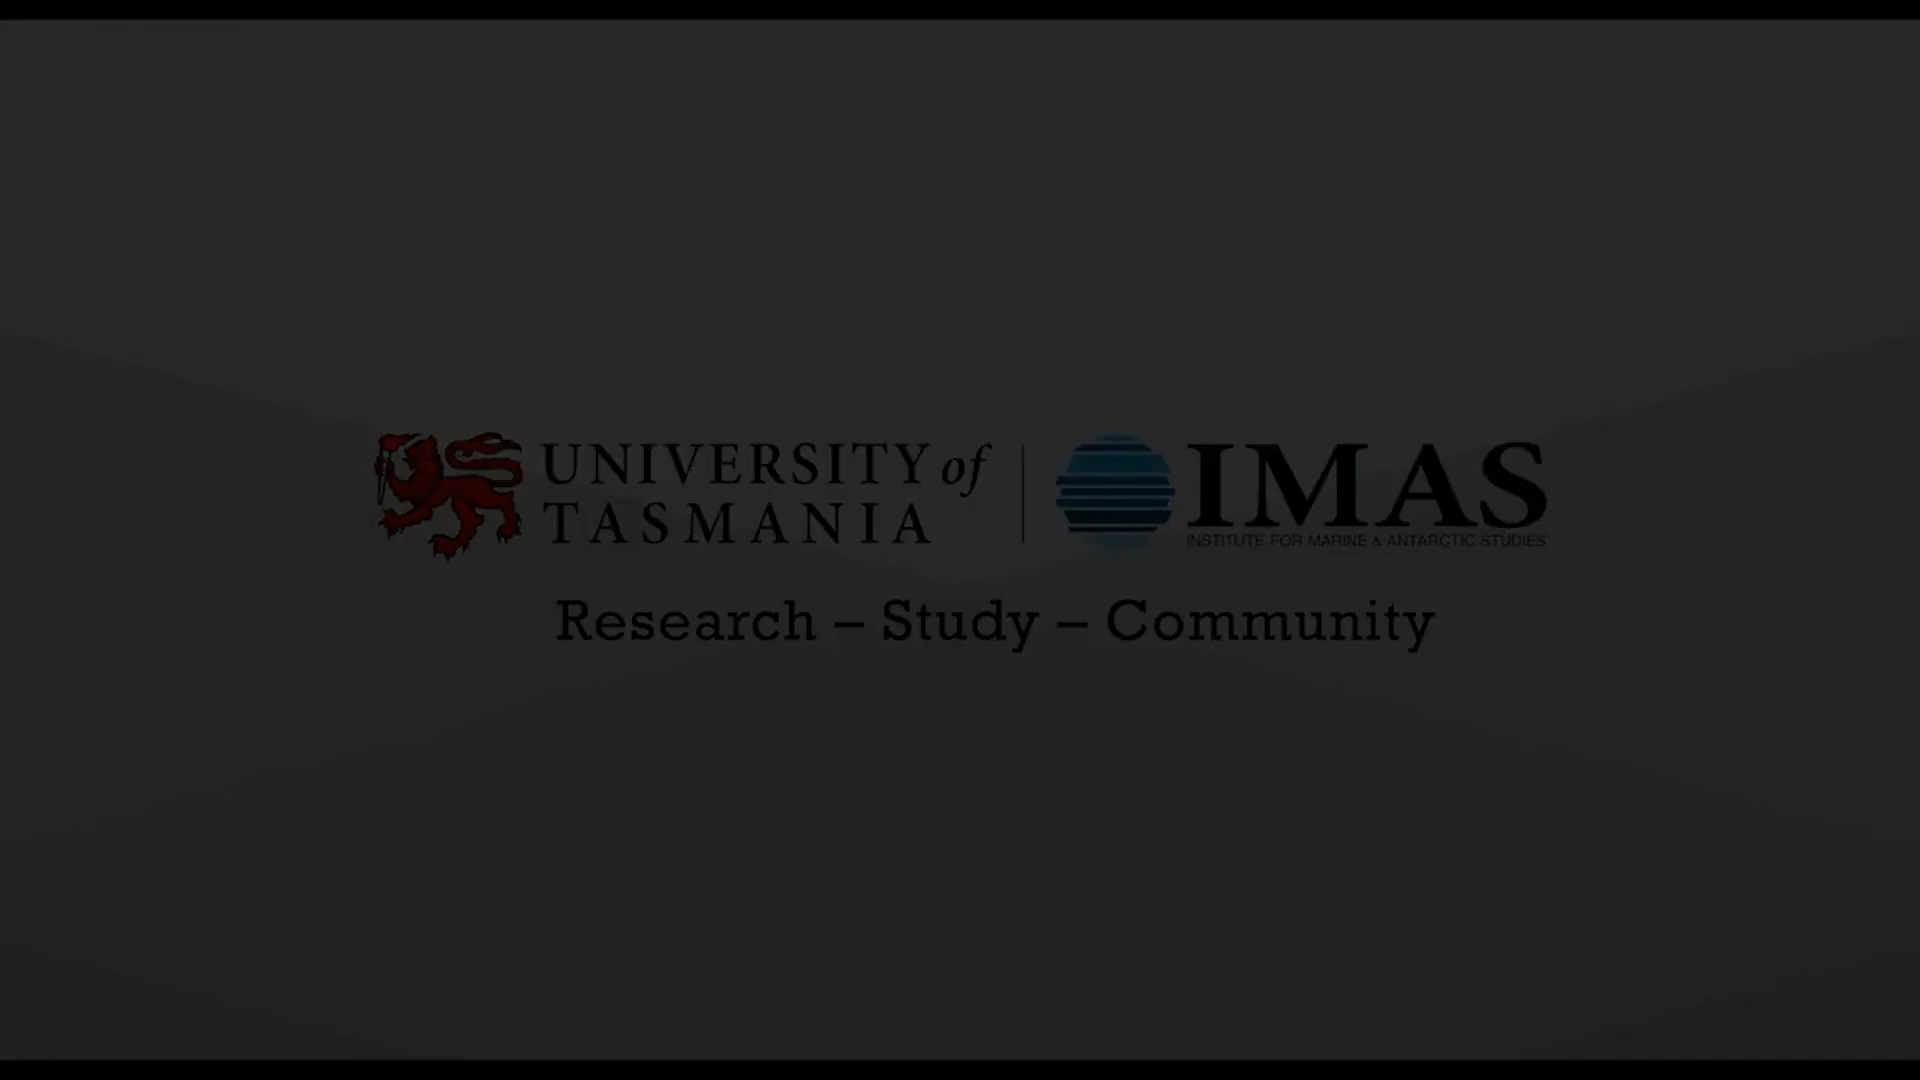 UNIVERSITY of
TASMANIA
IMAS
INSTITUTE FOR MARINE & ANTARCTIC STUDIES
Research – Study – Community